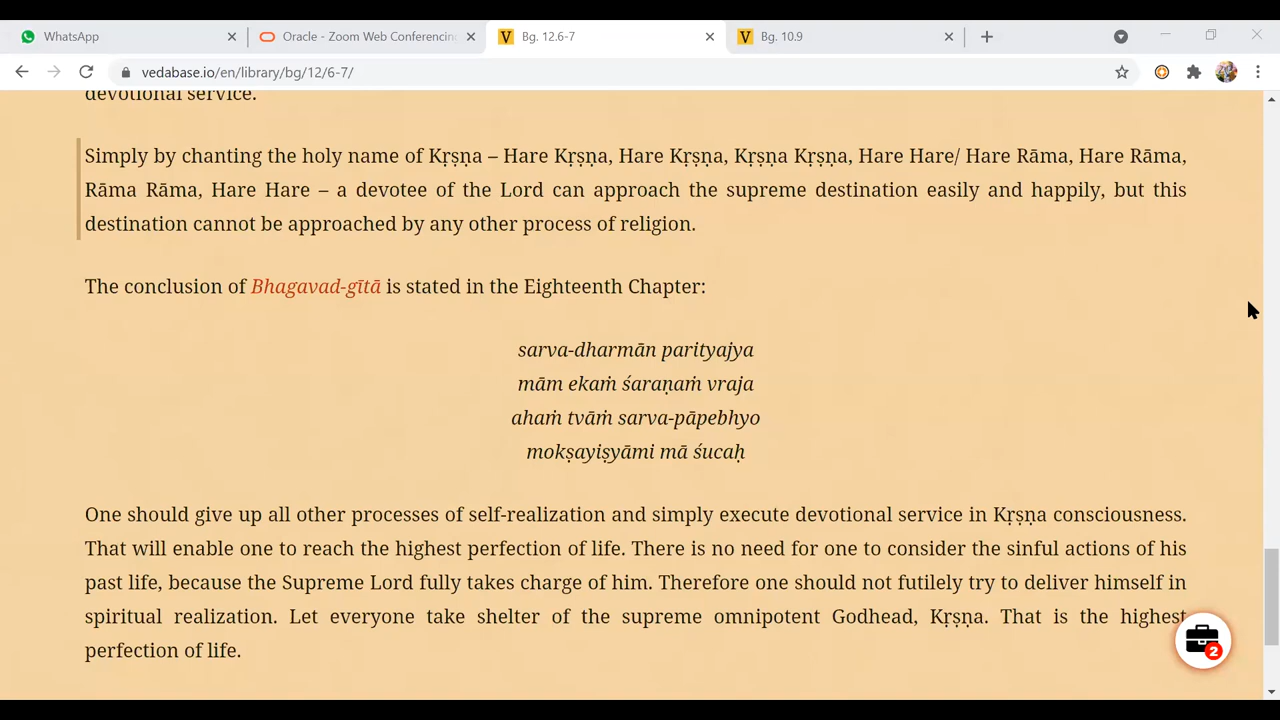 WhatsApp
Oracle - Zoom Web Conferencing
Bg. 12.6-7
Bg. 10.9
vedabase.io/en/library/bg/12/6-7/
devotional service.
Simply by chanting the holy name of Kṛṣṇa – Hare Kṛṣṇa, Hare Kṛṣṇa, Kṛṣṇa Kṛṣṇa, Hare Hare/ Hare Rāma, Hare Rāma,
Rāma Rāma, Hare Hare – a devotee of the Lord can approach the supreme destination easily and happily, but this
destination cannot be approached by any other process of religion.
The conclusion of Bhagavad-gītā is stated in the Eighteenth Chapter:
sarva-dharmān parityajya
mām ekaṁ śaraṇaṁ vraja
ahaṁ tvāṁ sarva-pāpebhyo
mokṣayiṣyāmi mā śucaḥ
One should give up all other processes of self-realization and simply execute devotional service in Kṛṣṇa consciousness.
That will enable one to reach the highest perfection of life. There is no need for one to consider the sinful actions of his
past life, because the Supreme Lord fully takes charge of him. Therefore one should not futilely try to deliver himself in
spiritual realization. Let everyone take shelter of the supreme omnipotent Godhead, Kṛṣṇa. That is the highest
perfection of life.
2